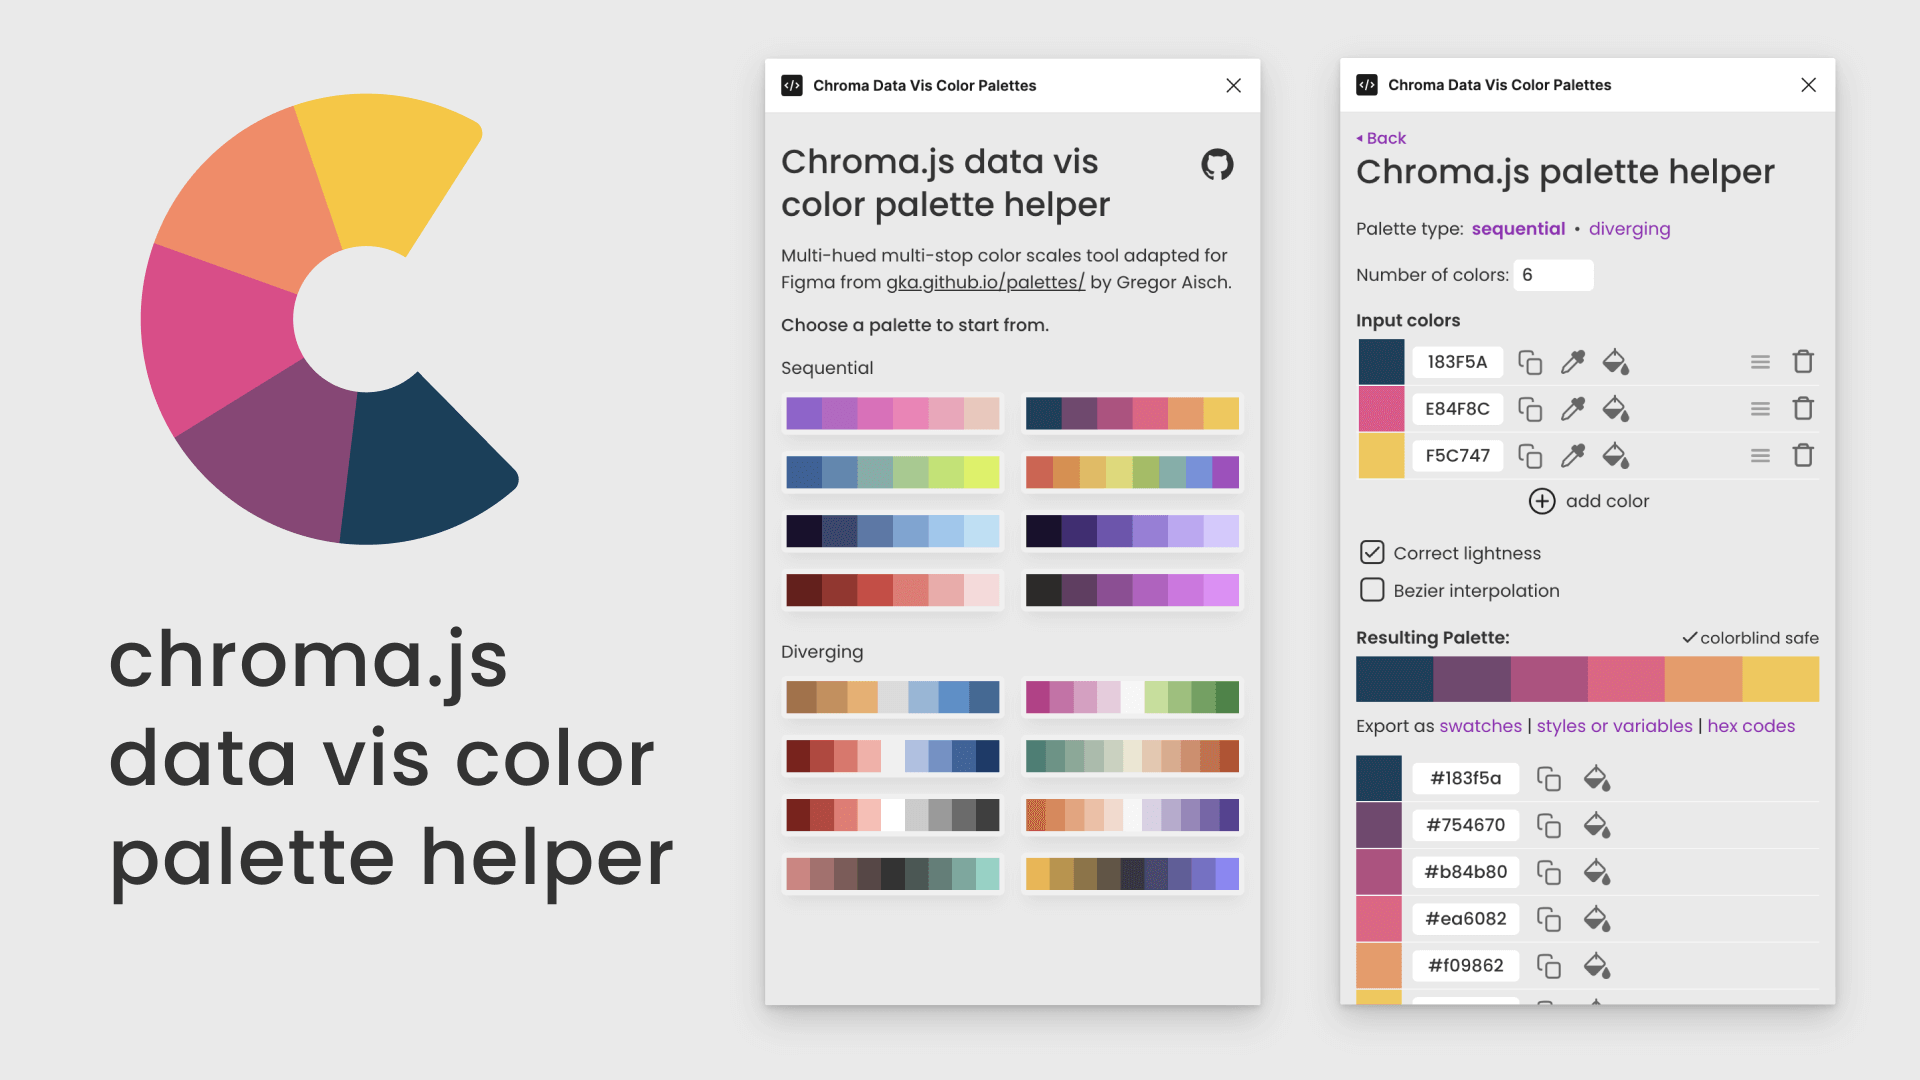 chroma.js
data vis color
palette helper
Chroma Data Vis Color Palettes
Chroma.js data vis
color palette helper
Multi-hued multi-stop color scales tool adapted for
Figma from gka.github.io/palettes/ by Gregor Aisch.
Choose a palette to start from.
Sequential
Diverging
Chroma Data Vis Color Palettes
Back
Chroma.js palette helper
Palette type: sequential • diverging
Number of colors: 6
Input colors
183F5A
E84F8C
F5C747
add color
Correct lightness
Bezier interpolation
Resulting Palette: colorblind safe
Export as swatches | styles or variables | hex codes
#183f5a
#754670
#b84b80
#ea6082
#f09862